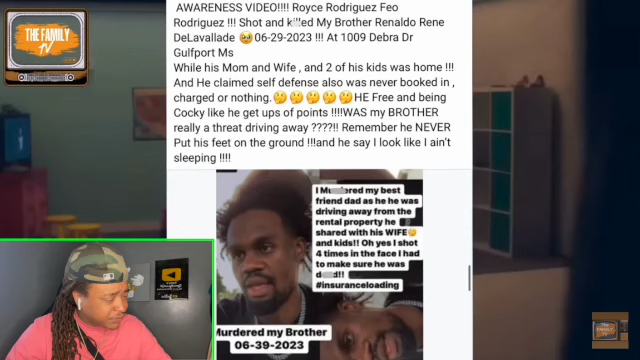 AWARENESS VIDEO!!!! Royce Rodriguez Feo
Rodriguez !!! Shot and killed My Brother Renaldo Rene
DeLavallade 🥹06-29-2023 !!! At 1009 Debra Dr
Gulfport Ms
While his Mom and Wife , and 2 of his kids was home !!!
And He claimed self defense also was never booked in ,
charged or nothing.🤔🤔🤔🤔🤔HE Free and being
Cocky like he get ups of points !!!!WAS my BROTHER
really a threat driving away ????!! Remember he NEVER
Put his feet on the ground !!!and he say I look like I ain't
sleeping !!!!
THE FAMILY
TV
I Mu dered my best
friend dad as he he was
driving away from the
rental property he
shared with his WIFE
and kids!! Oh yes I shot
4 times in the face I had
to make sure he was
d d!!
#insuranceloading
Murdered my Brother
06-39-2023
THE FAMILY
TV